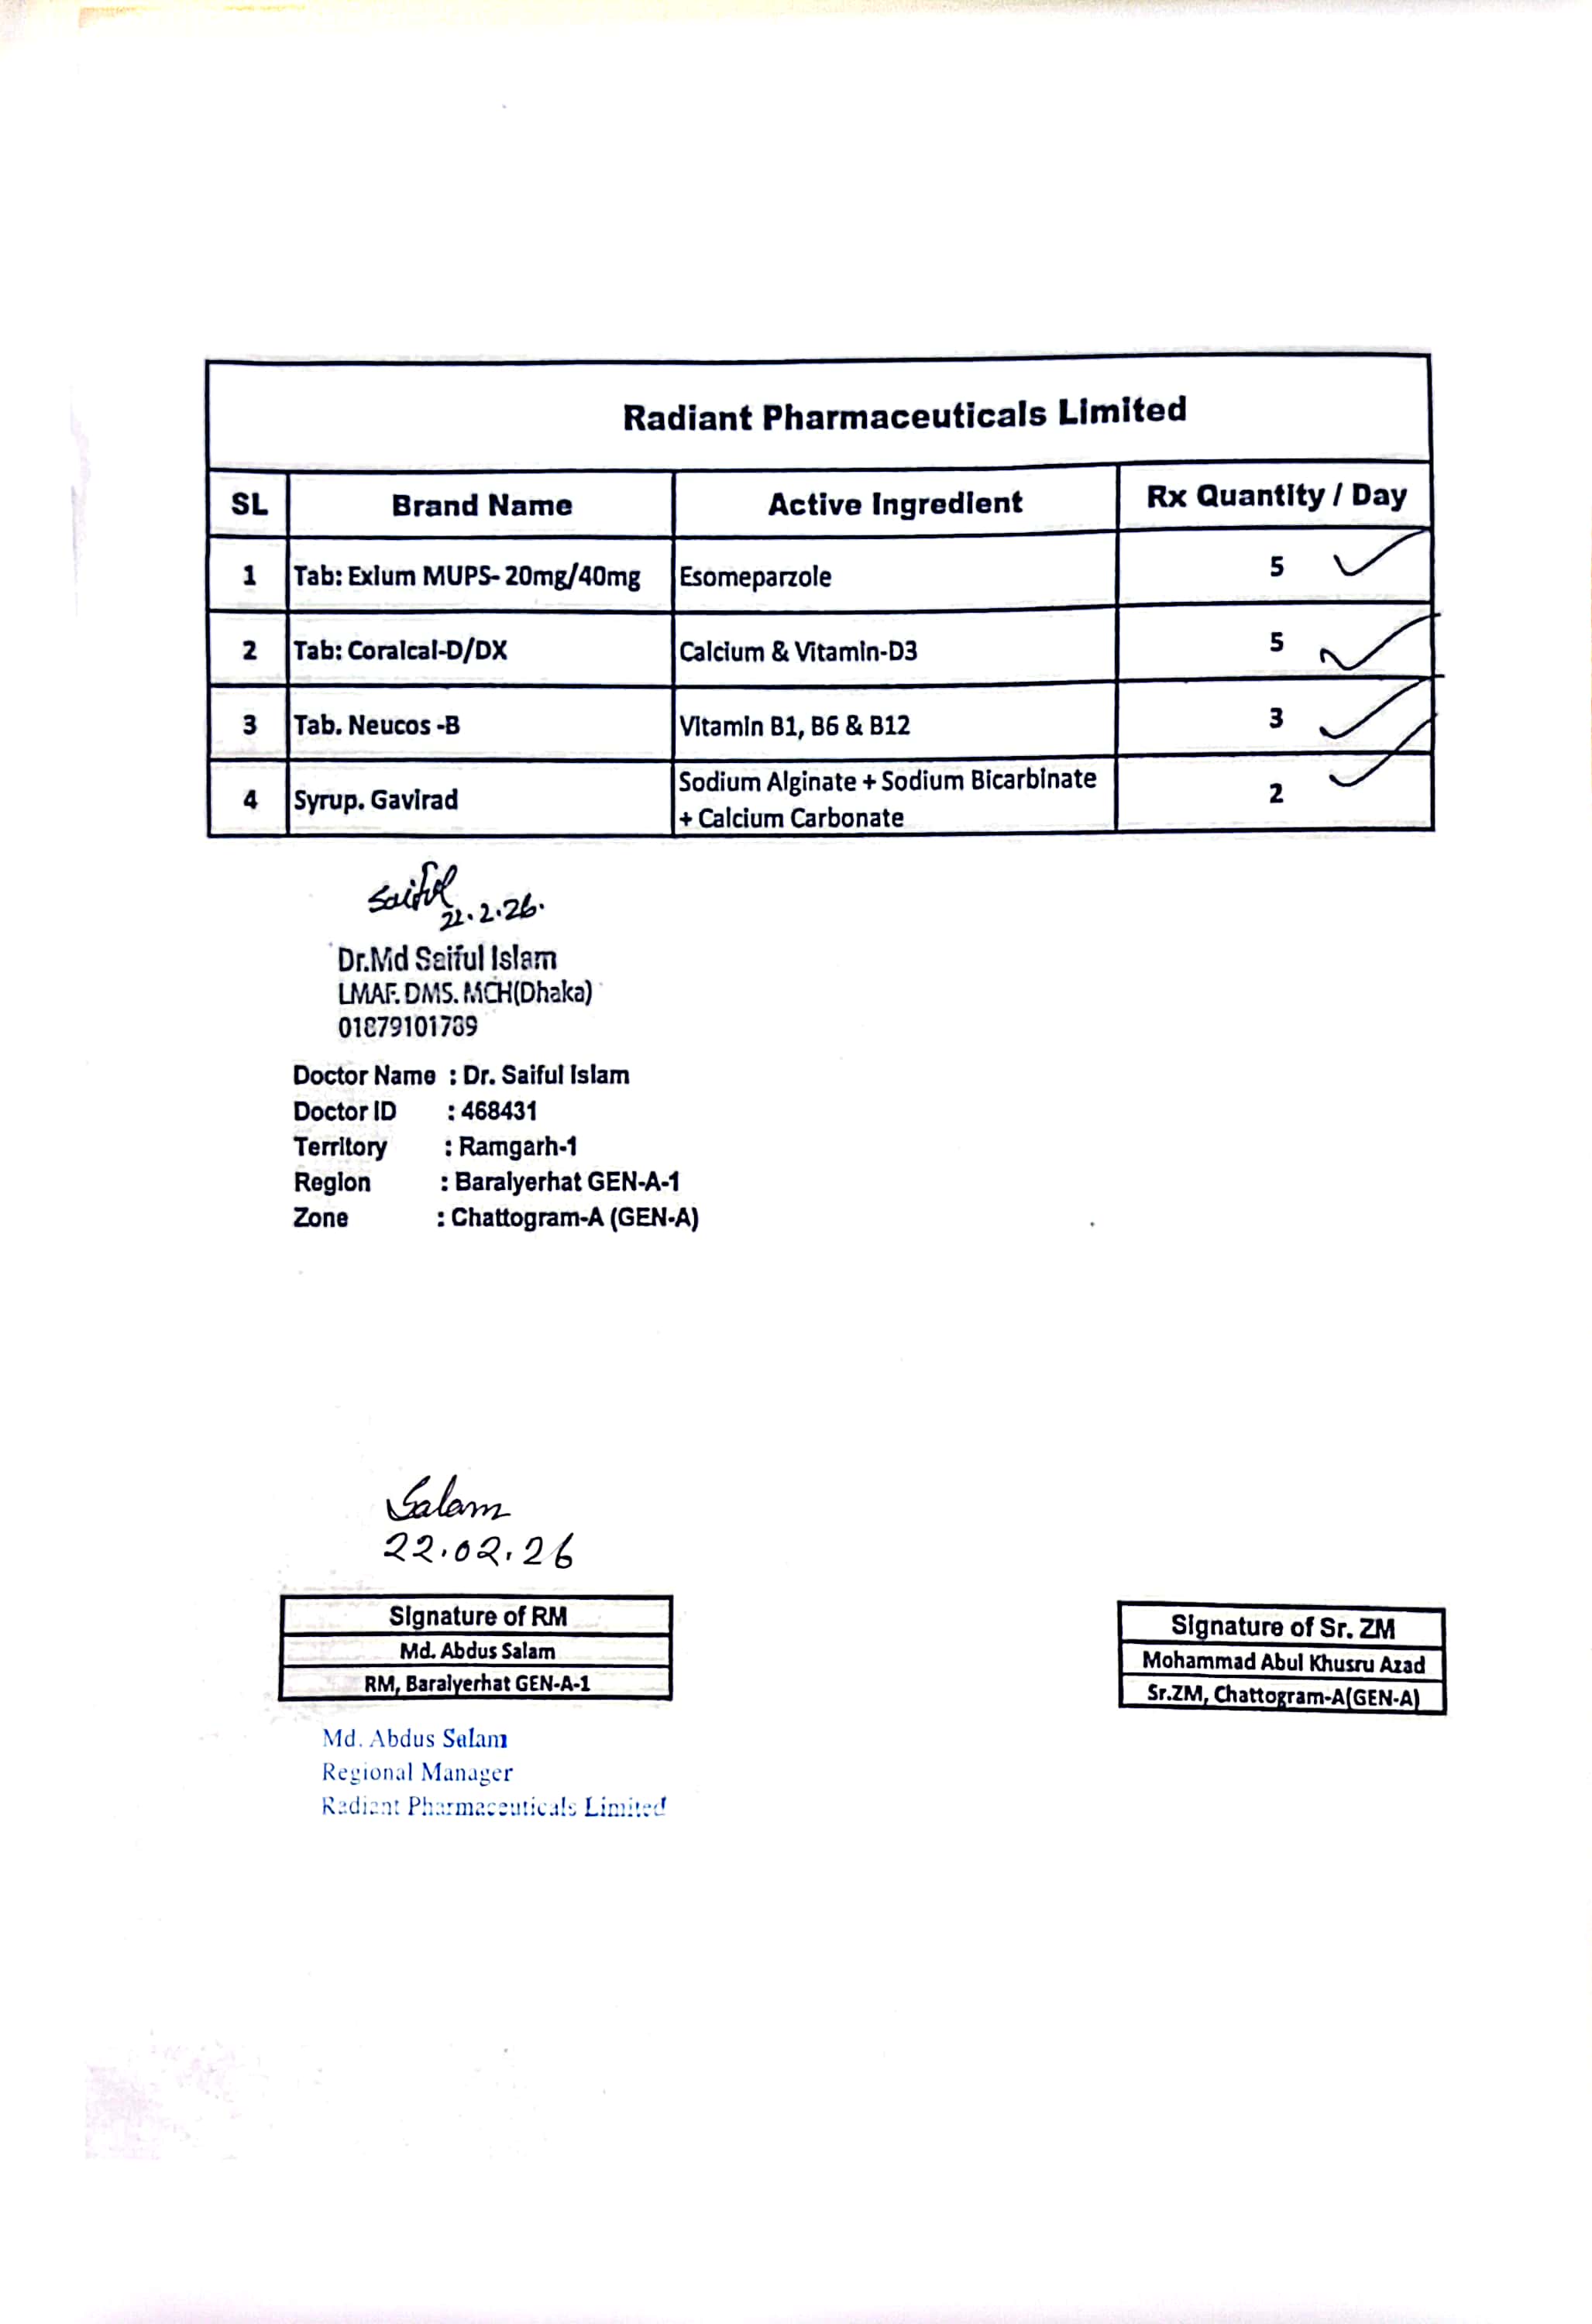 Radiant Pharmaceuticals Limited
SL Brand Name Active Ingredient Rx Quantity / Day
1 Tab: Exium MUPS- 20mg/40mg Esomeparzole 5
2 Tab: Coralcal-D/DX Calcium & Vitamin-D3 5
3 Tab. Neucos -B Vitamin B1, B6 & B12 3
4 Syrup. Gavirad Sodium Alginate + Sodium Bicarbinate
+ Calcium Carbonate 2
Saiful
22.2.26.
Dr.Md Saiful Islam
LMAF. DMS. MCH(Dhaka)
01879101789
Doctor Name : Dr. Saiful Islam
Doctor ID : 468431
Territory : Ramgarh-1
Region : Baraiyerhat GEN-A-1
Zone : Chattogram-A (GEN-A)
Salam
22.02.26
Signature of RM
Md. Abdus Salam
RM, Baraiyerhat GEN-A-1
Signature of Sr. ZM
Mohammad Abul Khusru Azad
Sr.ZM, Chattogram-A(GEN-A)
Md. Abdus Salam
Regional Manager
Radiant Pharmaceuticals Limited